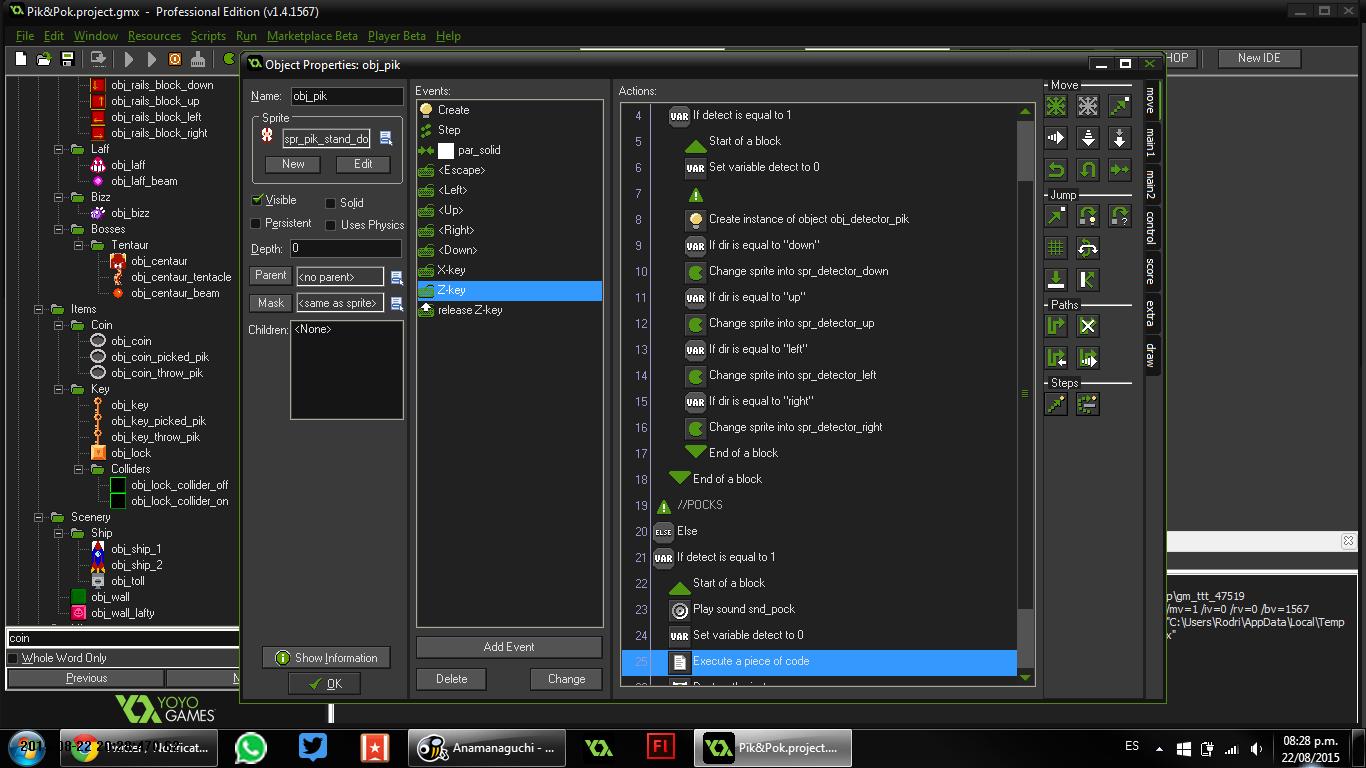 Pik&Pok.project.gmx - Professional Edition (v1.4.1567)
File Edit Window Resources Scripts Run Marketplace Beta Player Beta Help
New IDE
obj_rails_block_down
obj_rails_block_up
obj_rails_block_left
obj_rails_block_right
Laff
obj_laff
obj_laff_beam
Bizz
obj_bizz
Bosses
Tentaur
obj_centaur
obj_centaur_tentacle
obj_centaur_beam
Items
Coin
obj_coin
obj_coin_picked_pik
obj_coin_throw_pik
Key
obj_key
obj_key_picked_pik
obj_key_throw_pik
obj_lock
Colliders
obj_lock_collider_off
obj_lock_collider_on
Scenery
Ship
obj_ship_1
obj_ship_2
obj_toll
obj_wall
obj_wall_lafty
coin
Whole Word Only
Previous
YOYO
GAMES™
Object Properties: obj_pik
Name: obj_pik
Sprite
spr_pik_stand_do
New Edit
Visible Solid
Persistent Uses Physics
Depth: 0
Parent <no parent>
Mask <same as sprite>
Children: <None>
Show Information
OK
Events:
Create
Step
par_solid
<Escape>
<Left>
<Up>
<Right>
<Down>
X-key
Z-key
release Z-key
Add Event
Delete Change
Actions:
4 VAR If detect is equal to 1
5 Start of a block
6 VAR Set variable detect to 0
7
8 Create instance of object obj_detector_pik
9 VAR If dir is equal to "down"
10 Change sprite into spr_detector_down
11 VAR If dir is equal to "up"
12 Change sprite into spr_detector_up
13 VAR If dir is equal to "left"
14 Change sprite into spr_detector_left
15 VAR If dir is equal to "right"
16 Change sprite into spr_detector_right
17 End of a block
18 End of a block
19 //POCKS
20 ELSE Else
21 VAR If detect is equal to 1
22 Start of a block
23 Play sound snd_pock
24 VAR Set variable detect to 0
25 Execute a piece of code
Move
Jump
Paths
Steps
move
main1
main2
control
score
extra
draw
p\gm_ttt_47519
/mv=1 /iv=0 /rv=0 /bv=1567
"C:\Users\Rodri\AppData\Local\Temp
x"
Anamanaguchi - ...
Fl
Pik&Pok.project....
ES
08:28 p.m.
22/08/2015